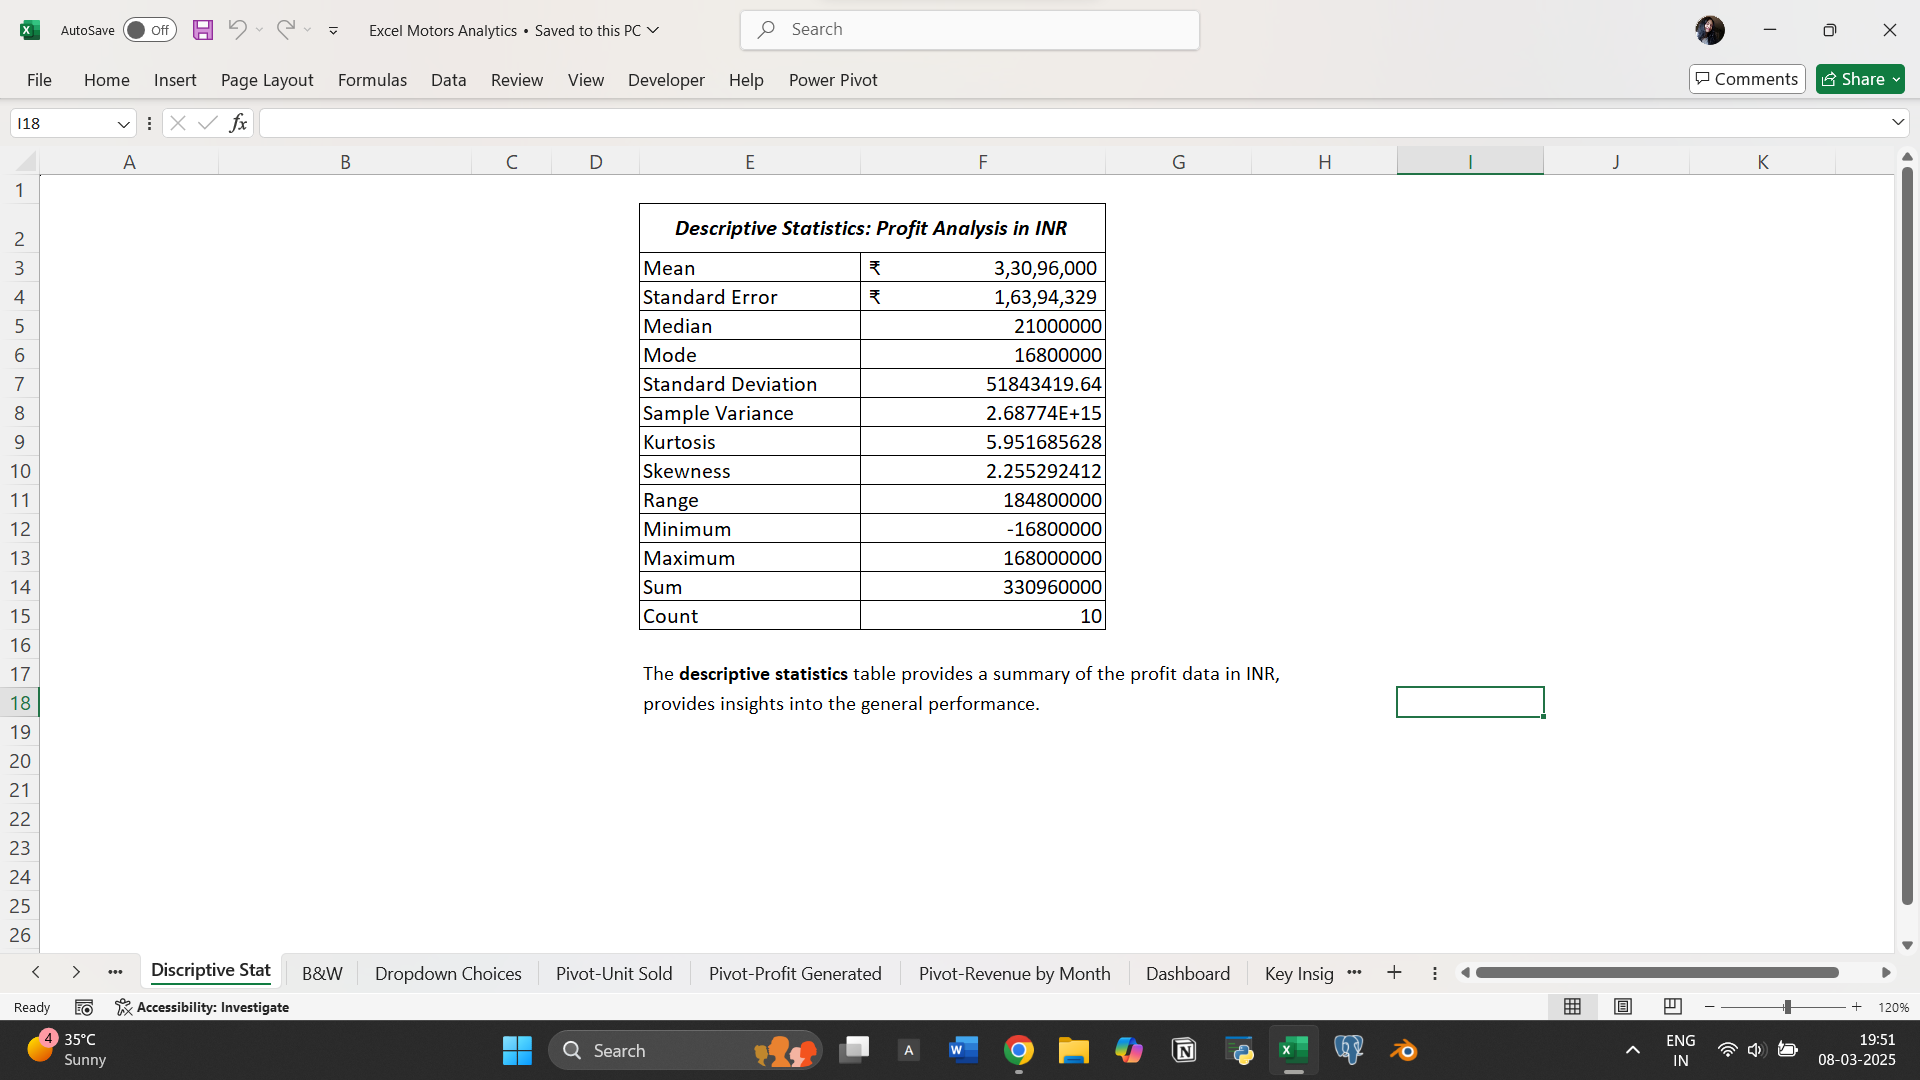 AutoSave Off Excel Motors Analytics • Saved to this PC Search
File Home Insert Page Layout Formulas Data Review View Developer Help Power Pivot Comments Share
I18 fx
A B C D E F G H I J K
1
2 Descriptive Statistics: Profit Analysis in INR
3 Mean ₹ 3,30,96,000
4 Standard Error ₹ 1,63,94,329
5 Median 21000000
6 Mode 16800000
7 Standard Deviation 51843419.64
8 Sample Variance 2.68774E+15
9 Kurtosis 5.951685628
10 Skewness 2.255292412
11 Range 184800000
12 Minimum -16800000
13 Maximum 168000000
14 Sum 330960000
15 Count 10
16
17 The descriptive statistics table provides a summary of the profit data in INR,
18 provides insights into the general performance.
19
20
21
22
23
24
25
26
Discriptive Stat B&W Dropdown Choices Pivot-Unit Sold Pivot-Profit Generated Pivot-Revenue by Month Dashboard Key Insig
Ready Accessibility: Investigate 120%
4 35°C Search A W N X ENG 19:51
Sunny IN 08-03-2025